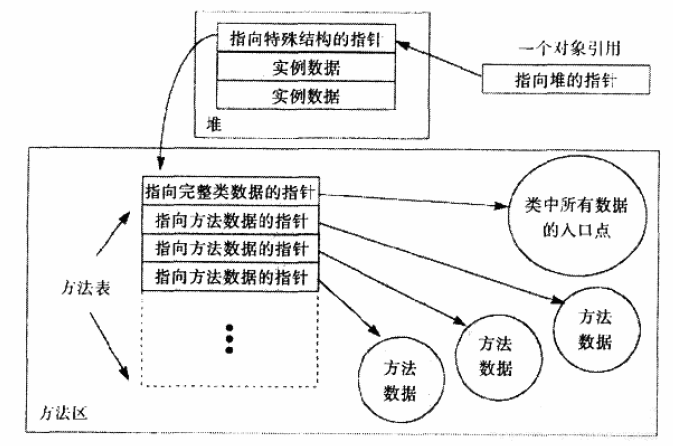 指向特殊结构的指针
实例数据
实例数据
堆
一个对象引用
指向堆的指针
指向完整类数据的指针
指向方法数据的指针
指向方法数据的指针
指向方法数据的指针
方法表
类中所有数据
的入口点
方法
数据
方法
数据
方法
数据
方法区